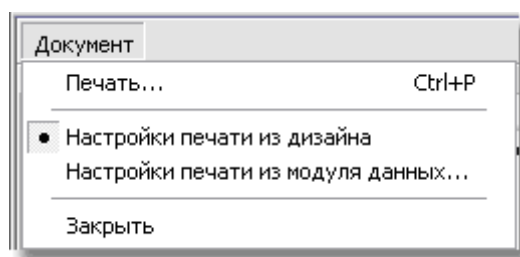 Документ
Печать... Ctrl+P
Настройки печати из дизайна
Настройки печати из модуля данных...
Закрыть